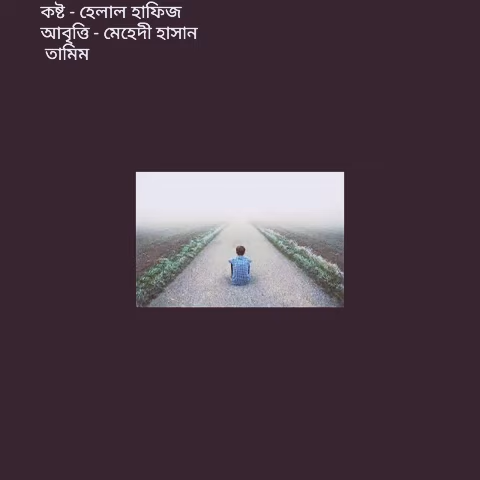 কষ্ট - হেলাল হাফিজ
আবৃত্তি - মেহেদী হাসান
তামিম